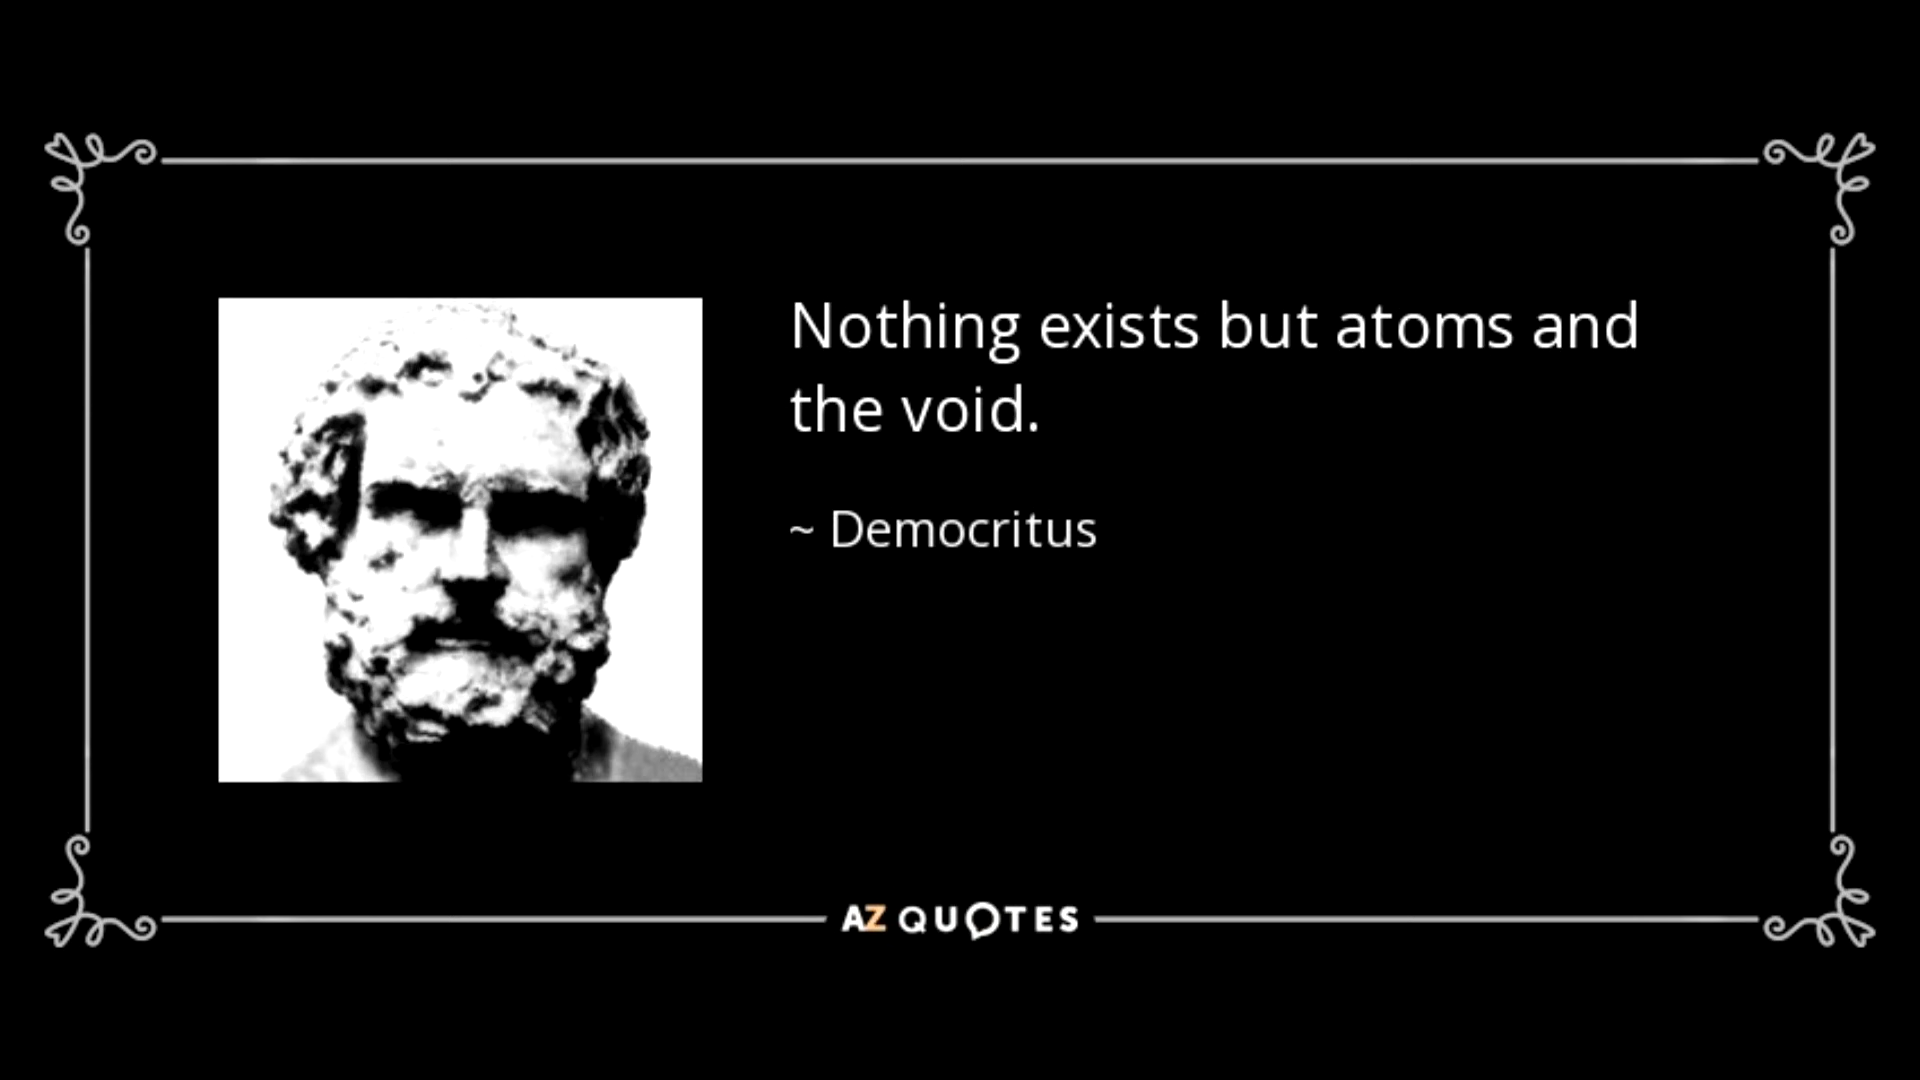 Nothing exists but atoms and
the void.
~ Democritus
AZ QUOTES